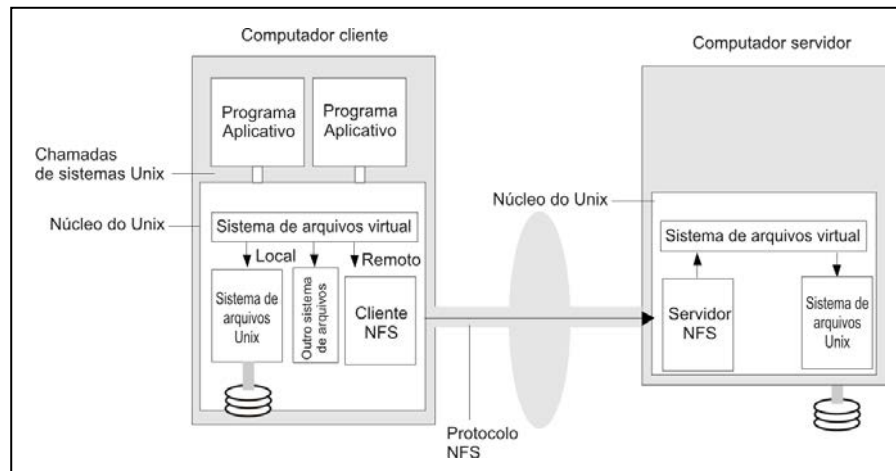 Computador cliente
Computador servidor
Programa
Aplicativo
Programa
Aplicativo
Chamadas
de sistemas Unix
Núcleo do Unix
Sistema de arquivos virtual
Local
Remoto
Sistema de
arquivos
Unix
Outro sistema
de arquivos
Cliente
NFS
Protocolo
NFS
Núcleo do Unix
Sistema de arquivos virtual
Servidor
NFS
Sistema de
arquivos
Unix